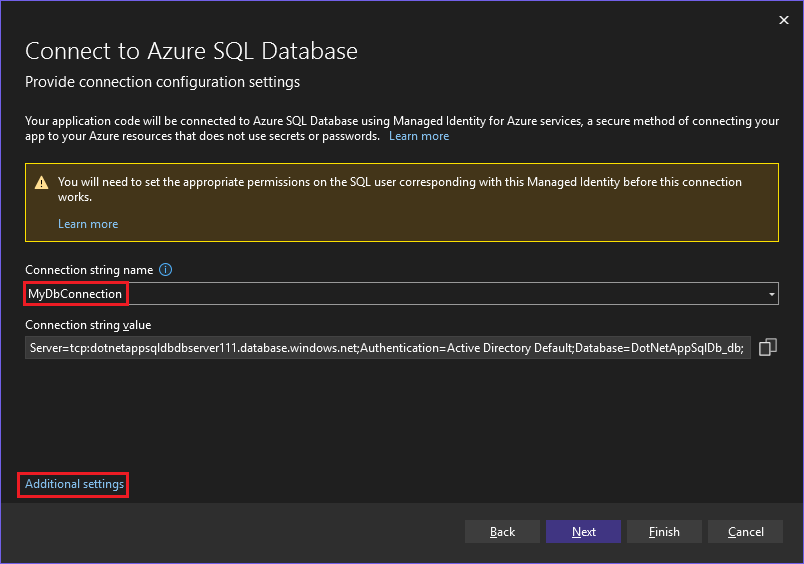 Connect to Azure SQL Database
Provide connection configuration settings
Your application code will be connected to Azure SQL Database using Managed Identity for Azure services, a secure method of connecting your
app to your Azure resources that does not use secrets or passwords. Learn more
You will need to set the appropriate permissions on the SQL user corresponding with this Managed Identity before this connection
works.
Learn more
Connection string name
MyDbConnection
Connection string value
Server=tcp:dotnetappsqldbdbserver111.database.windows.net;Authentication=Active Directory Default;Database=DotNetAppSqlDb_db;
Additional settings
Back Next Finish Cancel